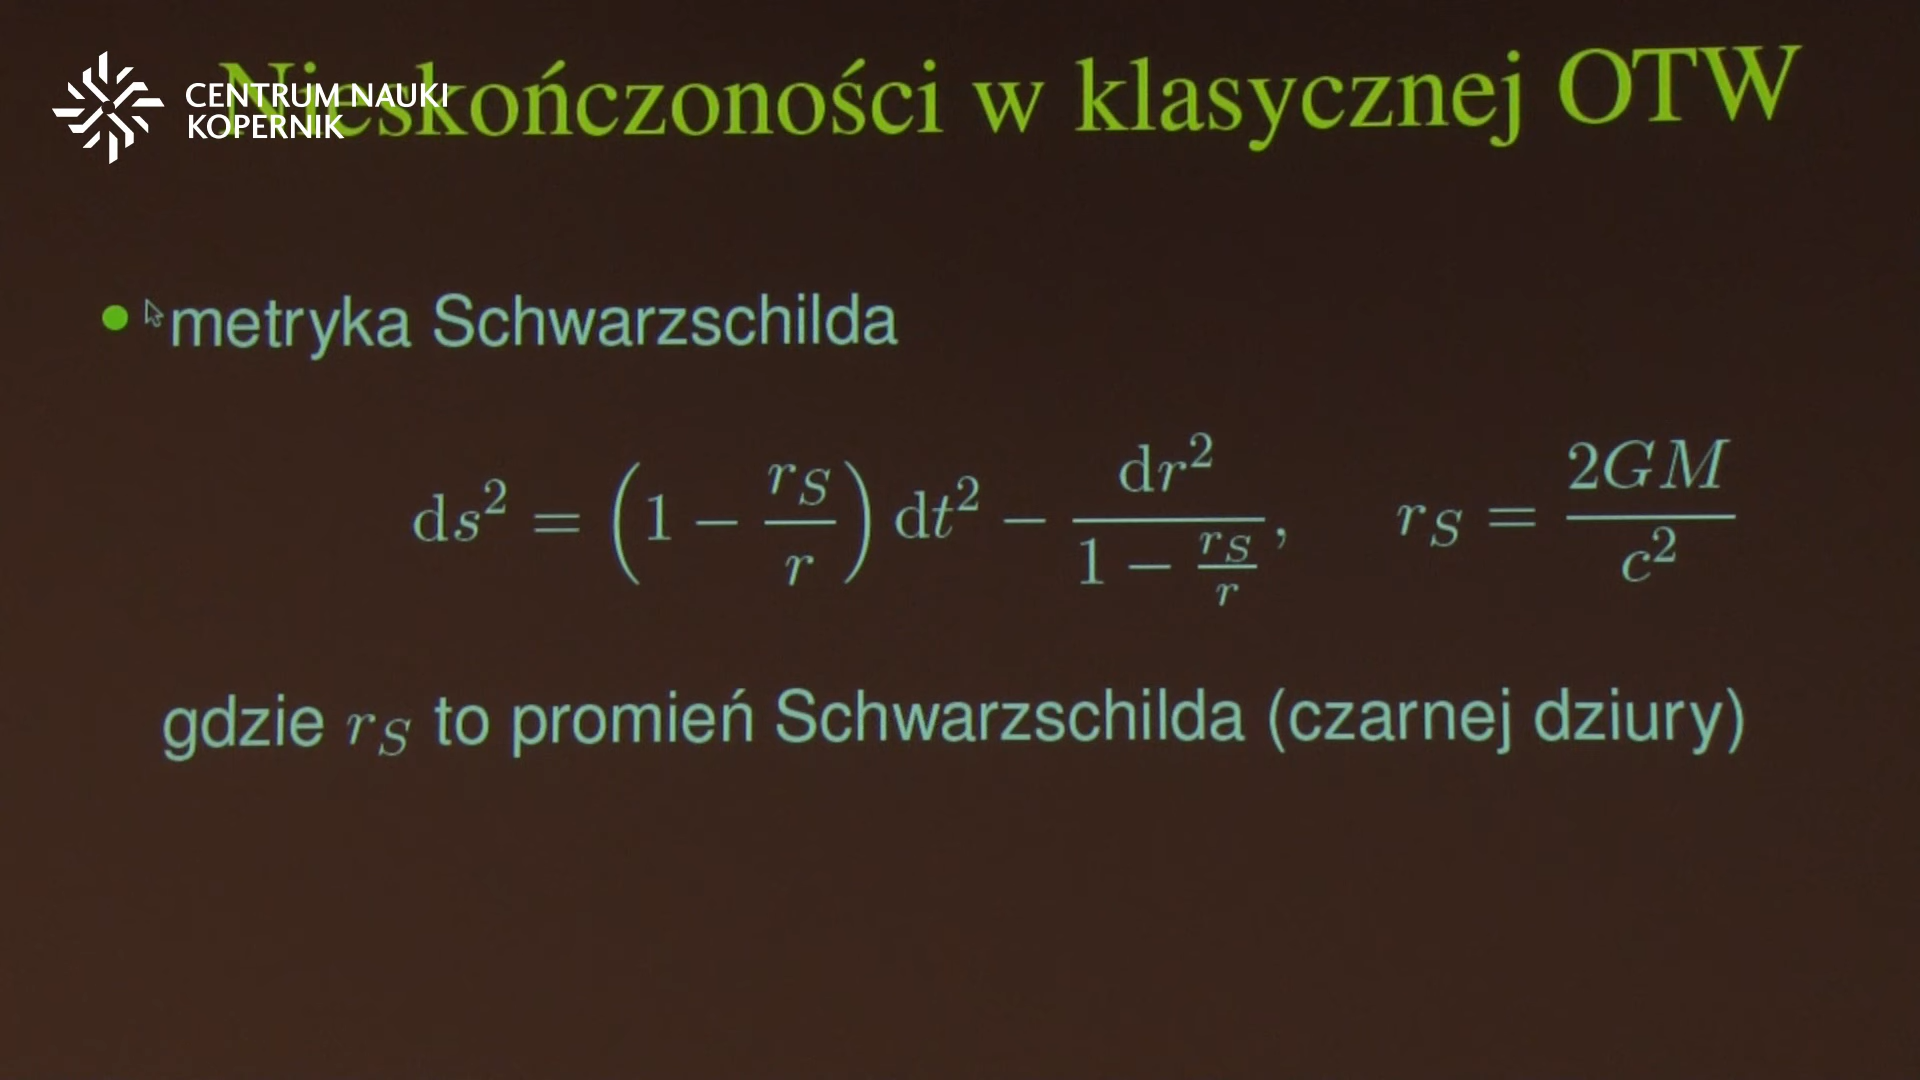 CENTRUM NAUKI
KOPERNIK
Nieskończoności w klasycznej OTW
metryka Schwarzschilda
ds² = (1 − r_S/r) dt² − dr²/(1 − r_S/r), r_S = 2GM/c²
gdzie r_S to promień Schwarzschilda (czarnej dziury)